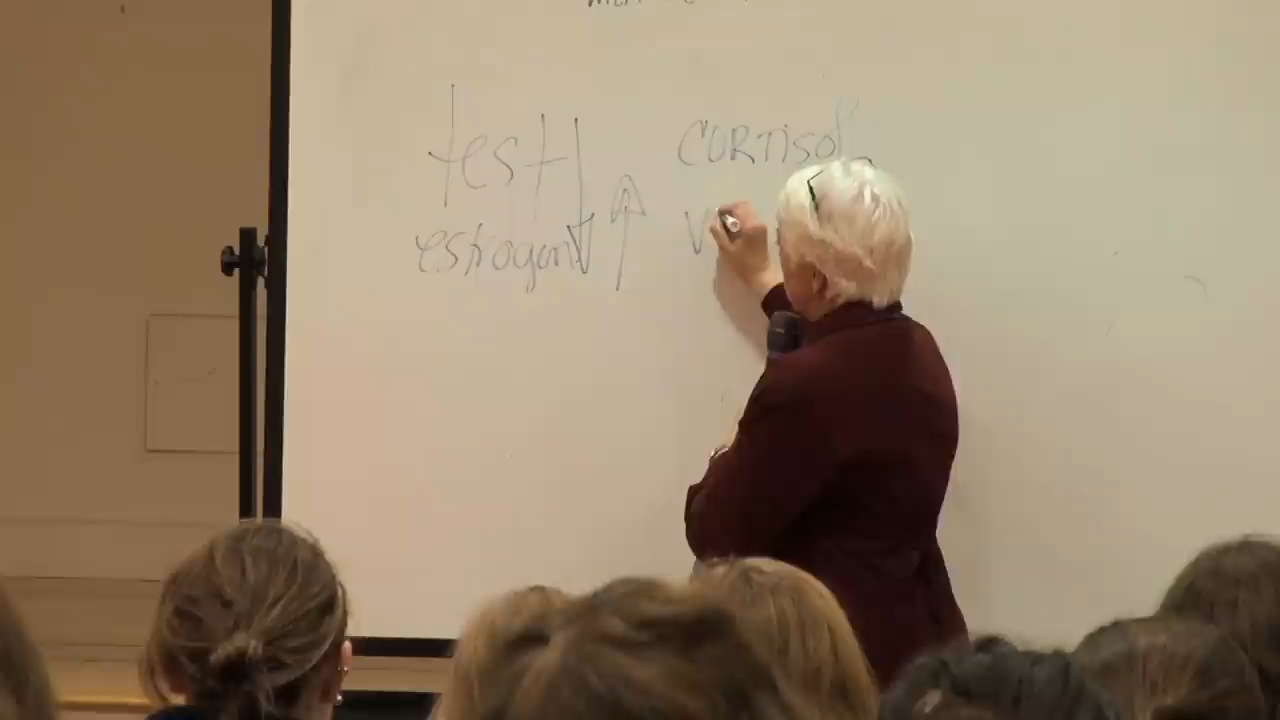 test ↓ ↑ CORTISOL
estrogen V